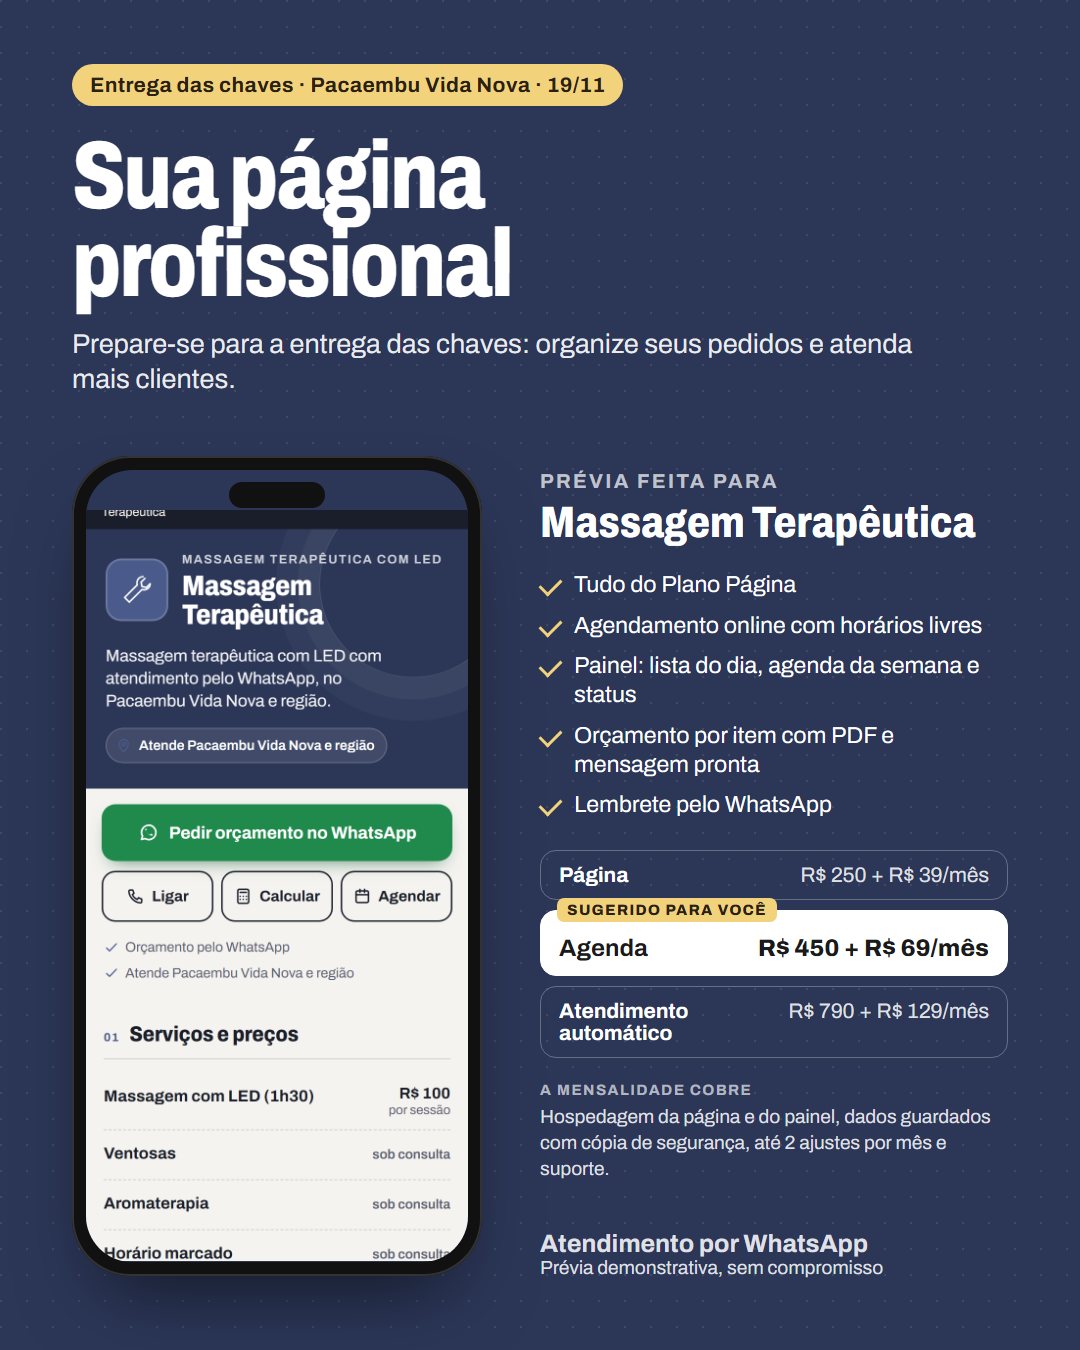 Entrega das chaves · Pacaembu Vida Nova · 19/11
Sua página
profissional
Prepare-se para a entrega das chaves: organize seus pedidos e atenda
mais clientes.
Terapêutica
MASSAGEM TERAPÊUTICA COM LED
Massagem
Terapêutica
Massagem terapêutica com LED com
atendimento pelo WhatsApp, no
Pacaembu Vida Nova e região.
Atende Pacaembu Vida Nova e região
Pedir orçamento no WhatsApp
Ligar
Calcular
Agendar
Orçamento pelo WhatsApp
Atende Pacaembu Vida Nova e região
01 Serviços e preços
Massagem com LED (1h30) R$ 100
por sessão
Ventosas sob consulta
Aromaterapia sob consulta
Horário marcado sob consulta
PRÉVIA FEITA PARA
Massagem Terapêutica
Tudo do Plano Página
Agendamento online com horários livres
Painel: lista do dia, agenda da semana e
status
Orçamento por item com PDF e
mensagem pronta
Lembrete pelo WhatsApp
Página R$ 250 + R$ 39/mês
SUGERIDO PARA VOCÊ
Agenda R$ 450 + R$ 69/mês
Atendimento R$ 790 + R$ 129/mês
automático
A MENSALIDADE COBRE
Hospedagem da página e do painel, dados guardados
com cópia de segurança, até 2 ajustes por mês e
suporte.
Atendimento por WhatsApp
Prévia demonstrativa, sem compromisso